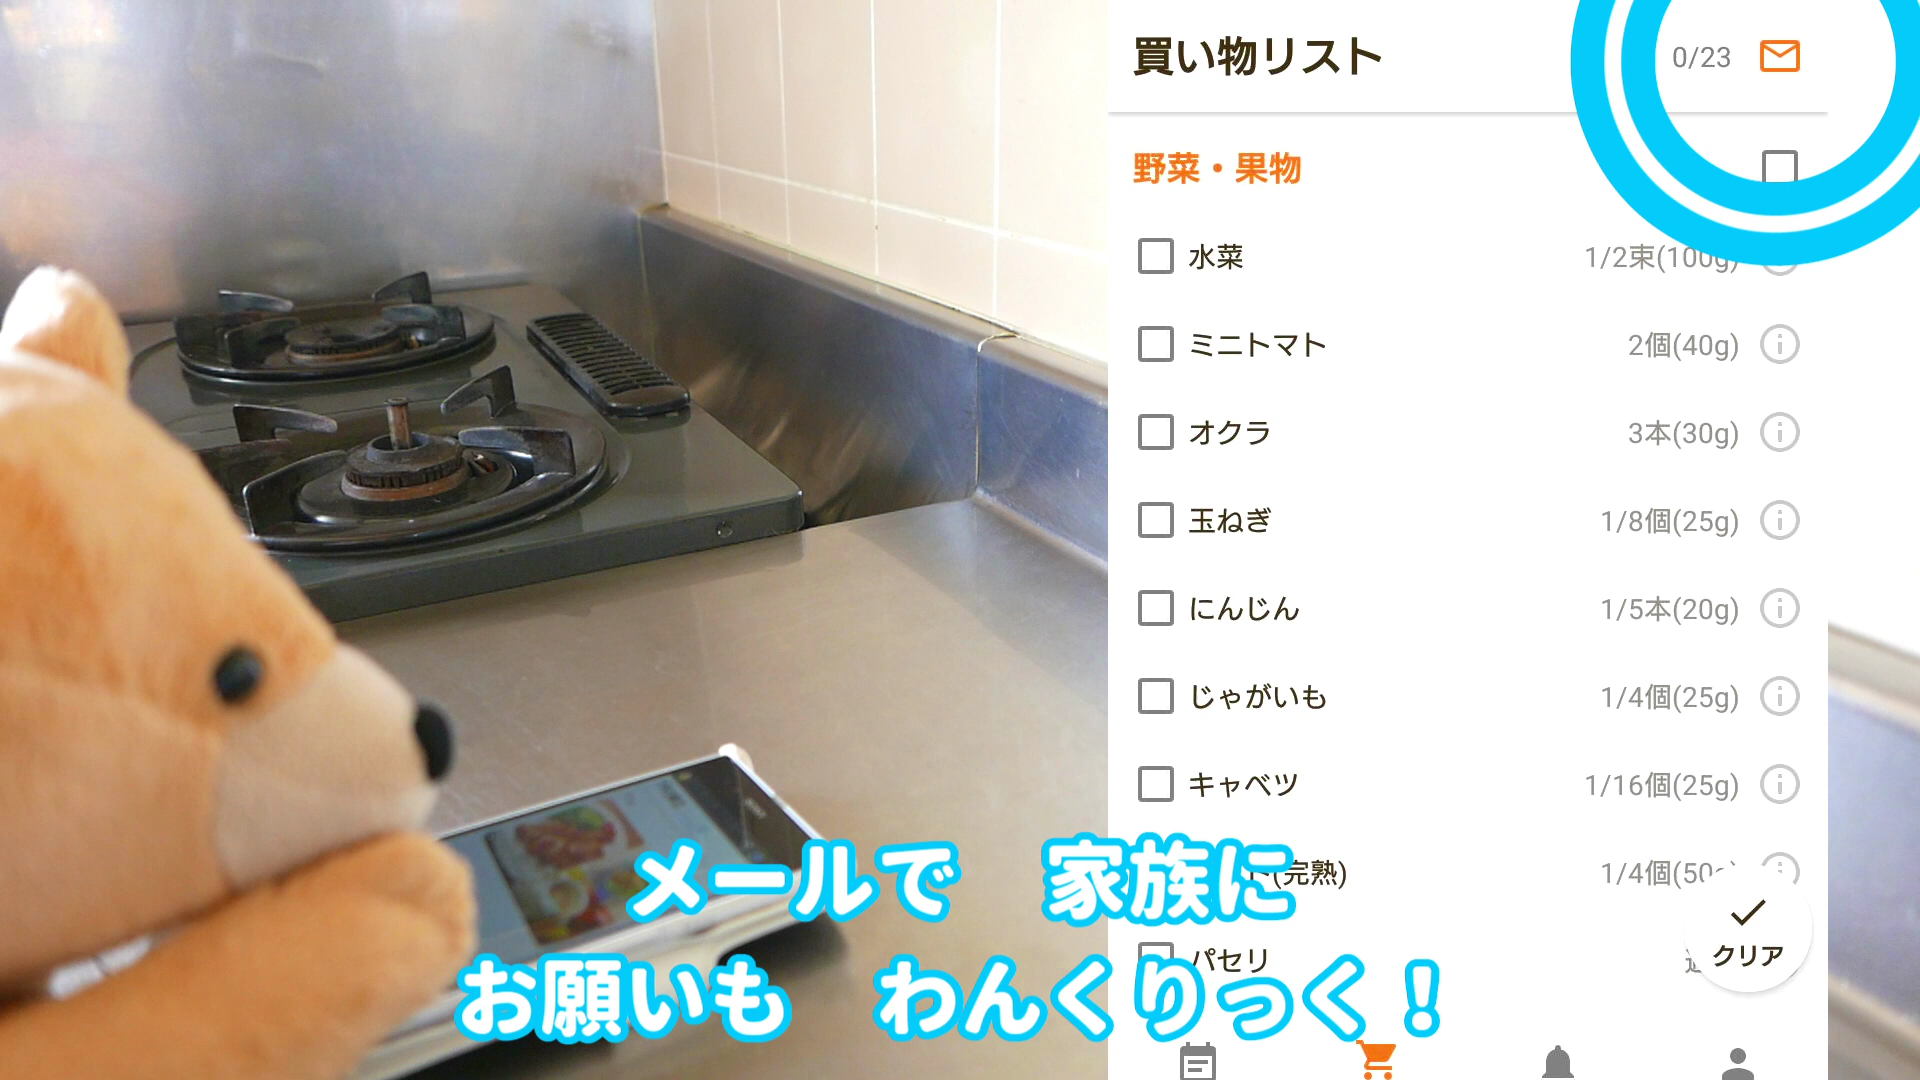 買い物リスト
0/23
野菜・果物
水菜 1/2束(100g)
ミニトマト 2個(40g)
オクラ 3本(30g)
玉ねぎ 1/8個(25g)
にんじん 1/5本(20g)
じゃがいも 1/4個(25g)
キャベツ 1/16個(25g)
(完熟) 1/4個(50
パセリ
クリア
メールで 家族に
お願いも わんくりっく！